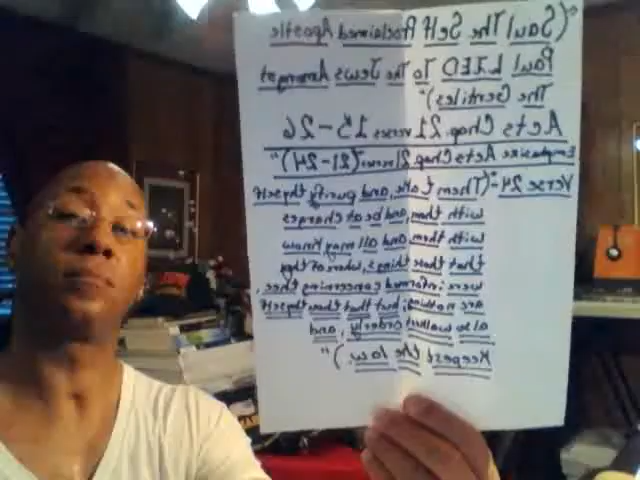 "(Saul The Self Proclaimed Apostle
Paul LIED To The Jews Amongst
The Gentiles)"
Acts Chap. 21 verses 15-26
Emphasize Acts Chap. 21 verses (21-24)"
Verse 24-"(Them take, and purify thyself
with them, and be at charges
with them and all may know
that those things, where of they
were informed concerning thee,
are nothing; but that thou thyself
also walkest orderly, and
Keepest the law.)"